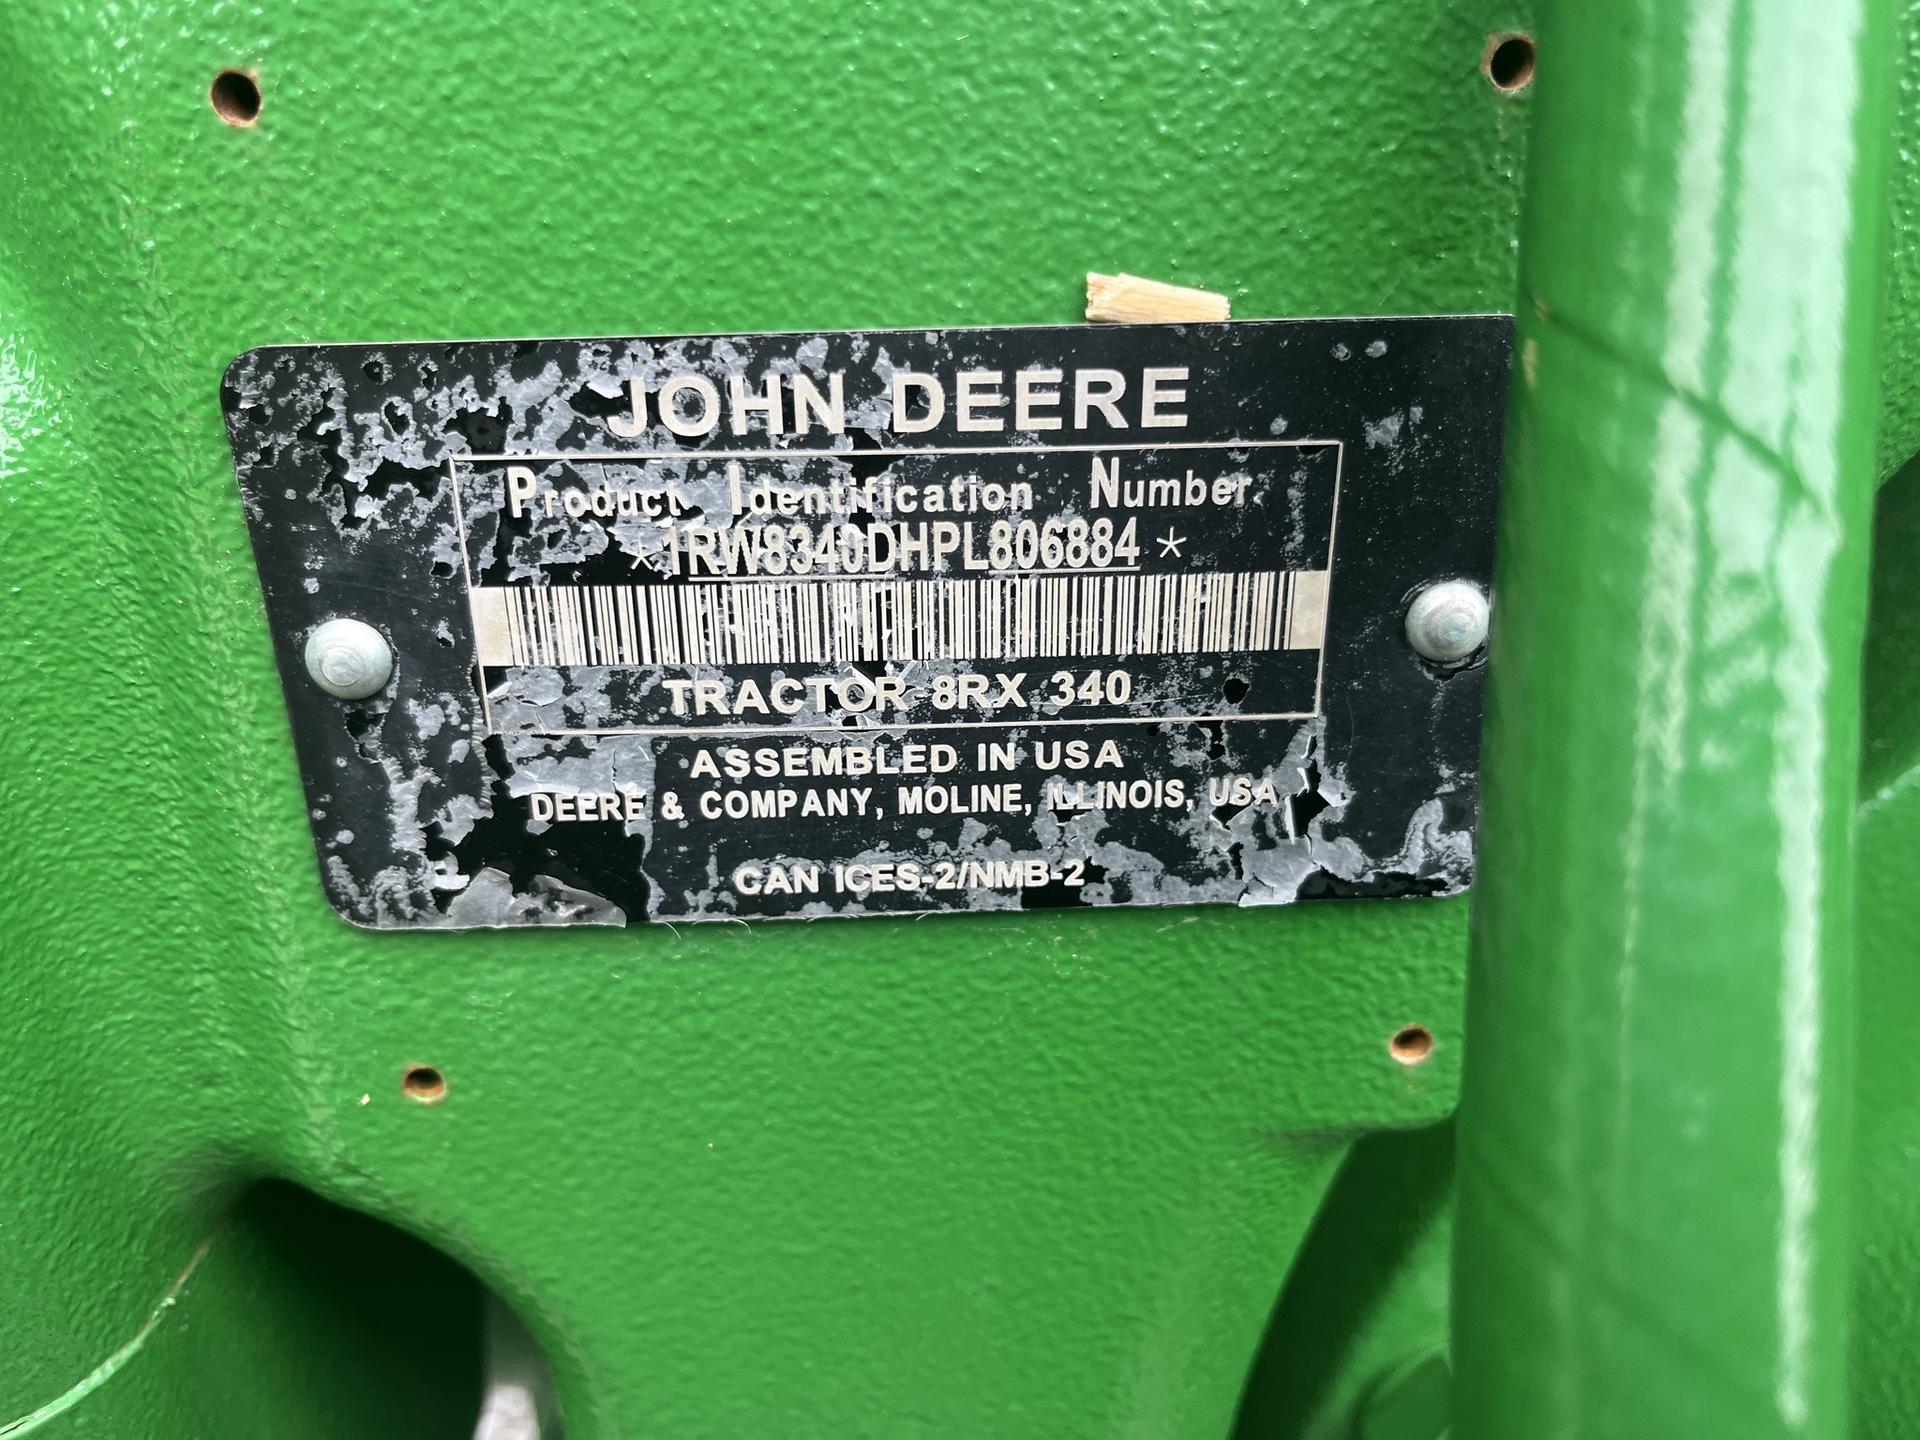 JOHN DEERE
Product Identification Number
*1RW8340DHPL806884*
TRACTOR 8RX 340
ASSEMBLED IN USA
DEERE & COMPANY, MOLINE, ILLINOIS, USA
CAN ICES-2/NMB-2